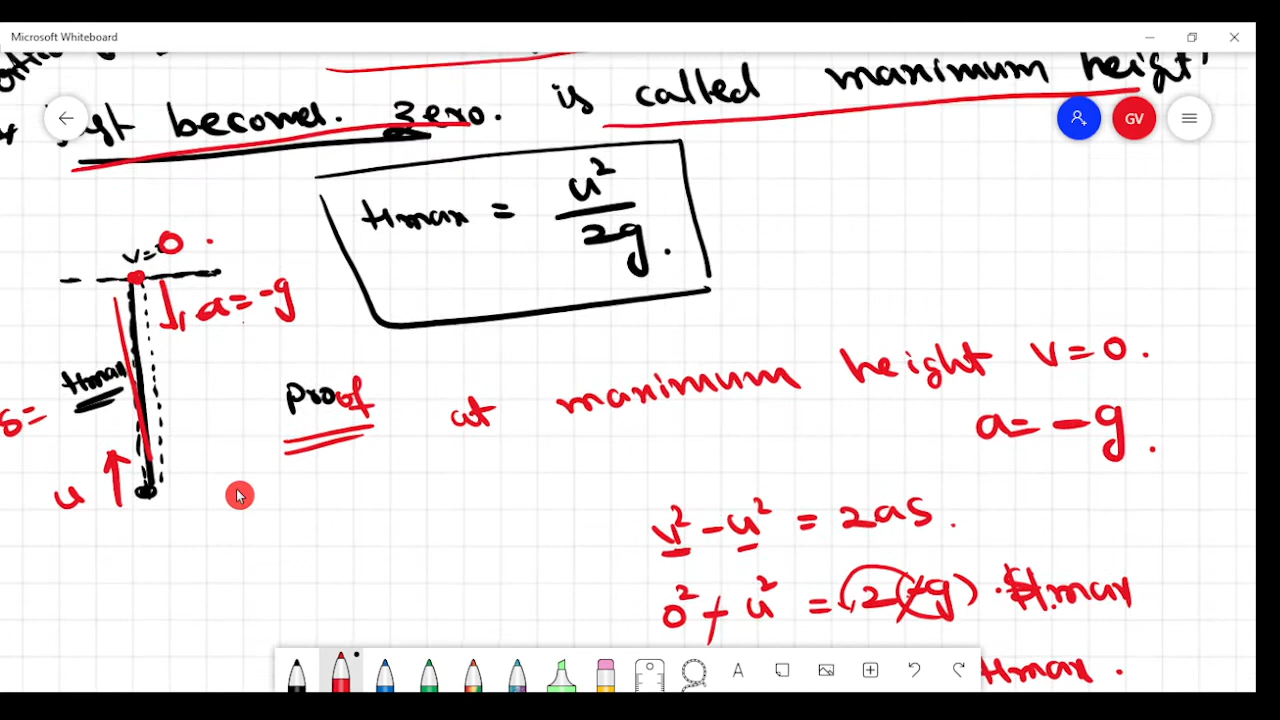 Microsoft Whiteboard
is called maximum height
becomes. Zero.
GV
Hmax = u²/2g.
v=0.
a=-g
Hmax
S=
u
Proof at maximum height v=0.
a=-g.
v²-u² = 2as.
0²+u² = 2(-g).Hmax
Hmax.
A